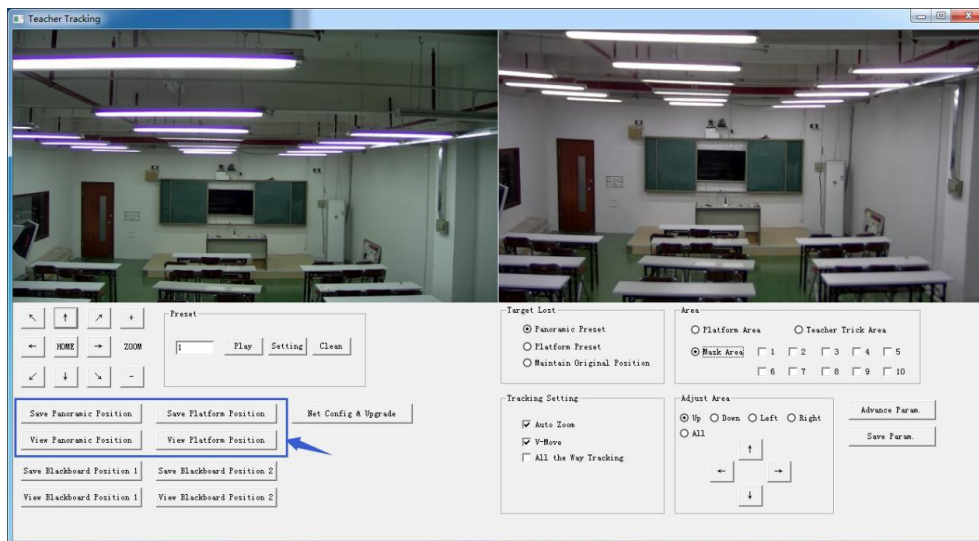 Teacher Tracking
Preset
+
HOME
ZOOM
1
Play
Setting
Clean
-
Save Panoramic Position
Save Platform Position
Net Config & Upgrade
View Panoramic Position
View Platform Position
Save Blackboard Position 1
Save Blackboard Position 2
View Blackboard Position 1
View Blackboard Position 2
Target Lost
Panoramic Preset
Platform Preset
Maintain Original Position
Area
Platform Area
Teacher Trick Area
Mask Area
1 2 3 4 5
6 7 8 9 10
Tracking Setting
Auto Zoom
V-Move
All the Way Tracking
Adjust Area
Up Down Left Right
All
Advance Param.
Save Param.